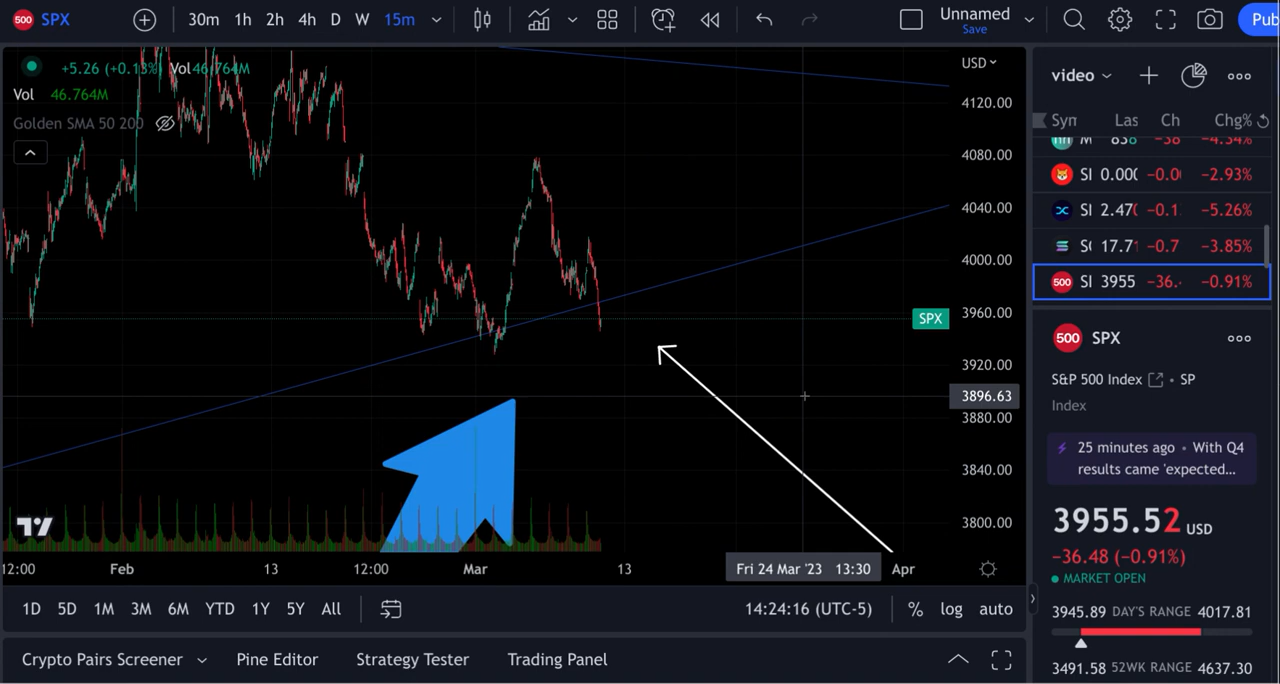 500 SPX 30m 1h 2h 4h D W 15m Unnamed Save Pub
+5.26 (+0.13%) Vol 46.764M USD
Vol 46.764M
Golden SMA 50 200
4120.00
4080.00
4040.00
4000.00
3960.00
SPX
3920.00
3896.63
3880.00
3840.00
3800.00
12:00 Feb 13 12:00 Mar 13 Fri 24 Mar '23 13:30 Apr
1D 5D 1M 3M 6M YTD 1Y 5Y All 14:24:16 (UTC-5) % log auto
Crypto Pairs Screener Pine Editor Strategy Tester Trading Panel
video
Syn Las Ch Chg%
−4.34%
SI 0.000 −0.0 −2.93%
SI 2.470 −0.1 −5.26%
17.71 −0.7 −3.85%
500 SI 3955 −36. −0.91%
500 SPX
S&P 500 Index • SP
Index
25 minutes ago • With Q4
results came 'expected...
3955.52 USD
−36.48 (−0.91%)
MARKET OPEN
3945.89 DAY'S RANGE 4017.81
3491.58 52WK RANGE 4637.30